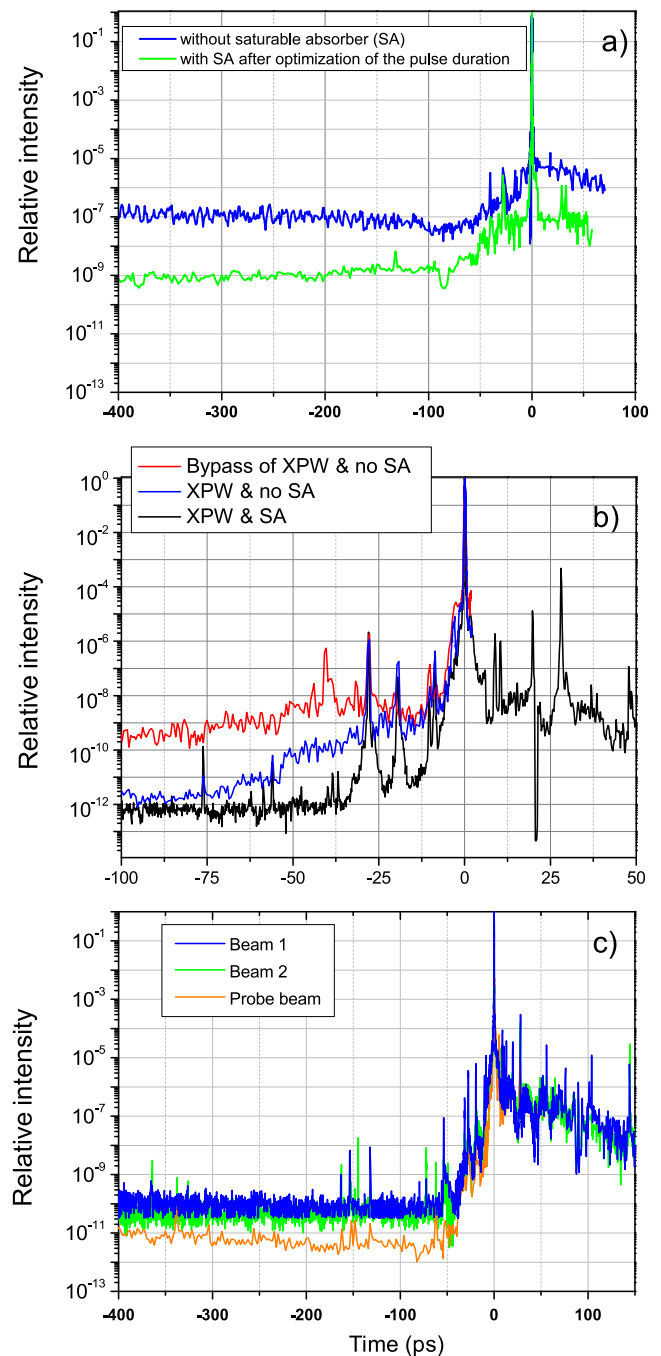 a)
without saturable absorber (SA)
with SA after optimization of the pulse duration
Relative intensity
10^-1
10^-3
10^-5
10^-7
10^-9
10^-11
10^-13
-400 -300 -200 -100 0 100
b)
Bypass of XPW & no SA
XPW & no SA
XPW & SA
Relative intensity
10^0
10^-2
10^-4
10^-6
10^-8
10^-10
10^-12
-100 -75 -50 -25 0 25 50
c)
Beam 1
Beam 2
Probe beam
Relative intensity
10^-1
10^-3
10^-5
10^-7
10^-9
10^-11
10^-13
-400 -300 -200 -100 0 100
Time (ps)